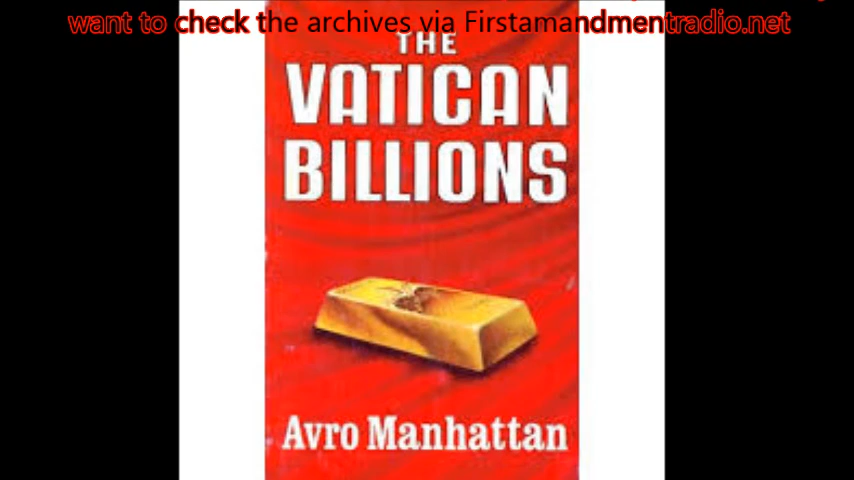 want to check the archives via Firstamandmentradio.net
THE
VATICAN
BILLIONS
Avro Manhattan